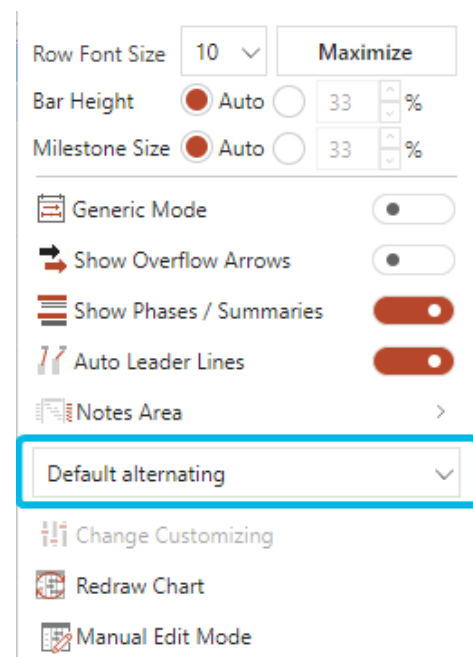 Row Font Size 10 Maximize
Bar Height Auto 33 %
Milestone Size Auto 33 %
Generic Mode
Show Overflow Arrows
Show Phases / Summaries
Auto Leader Lines
Notes Area
Default alternating
Change Customizing
Redraw Chart
Manual Edit Mode